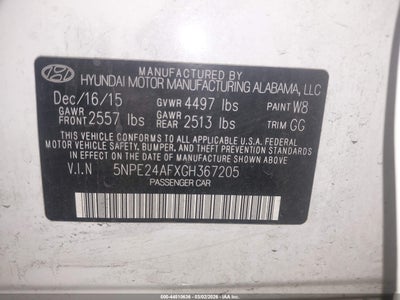 MANUFACTURED BY
HYUNDAI MOTOR MANUFACTURING ALABAMA, LLC
Dec/16/15 GVWR 4497 lbs PAINT W8
GAWR FRONT 2557 lbs GAWR REAR 2513 lbs TRIM GG
THIS VEHICLE CONFORMS TO ALL APPLICABLE U.S.A. FEDERAL
MOTOR VEHICLE SAFETY, BUMPER, AND THEFT PREVENTION
STANDARDS IN EFFECT ON THE DATE OF MANUFACTURE SHOWN ABOVE.
V.I.N 5NPE24AFXGH367205
PASSENGER CAR